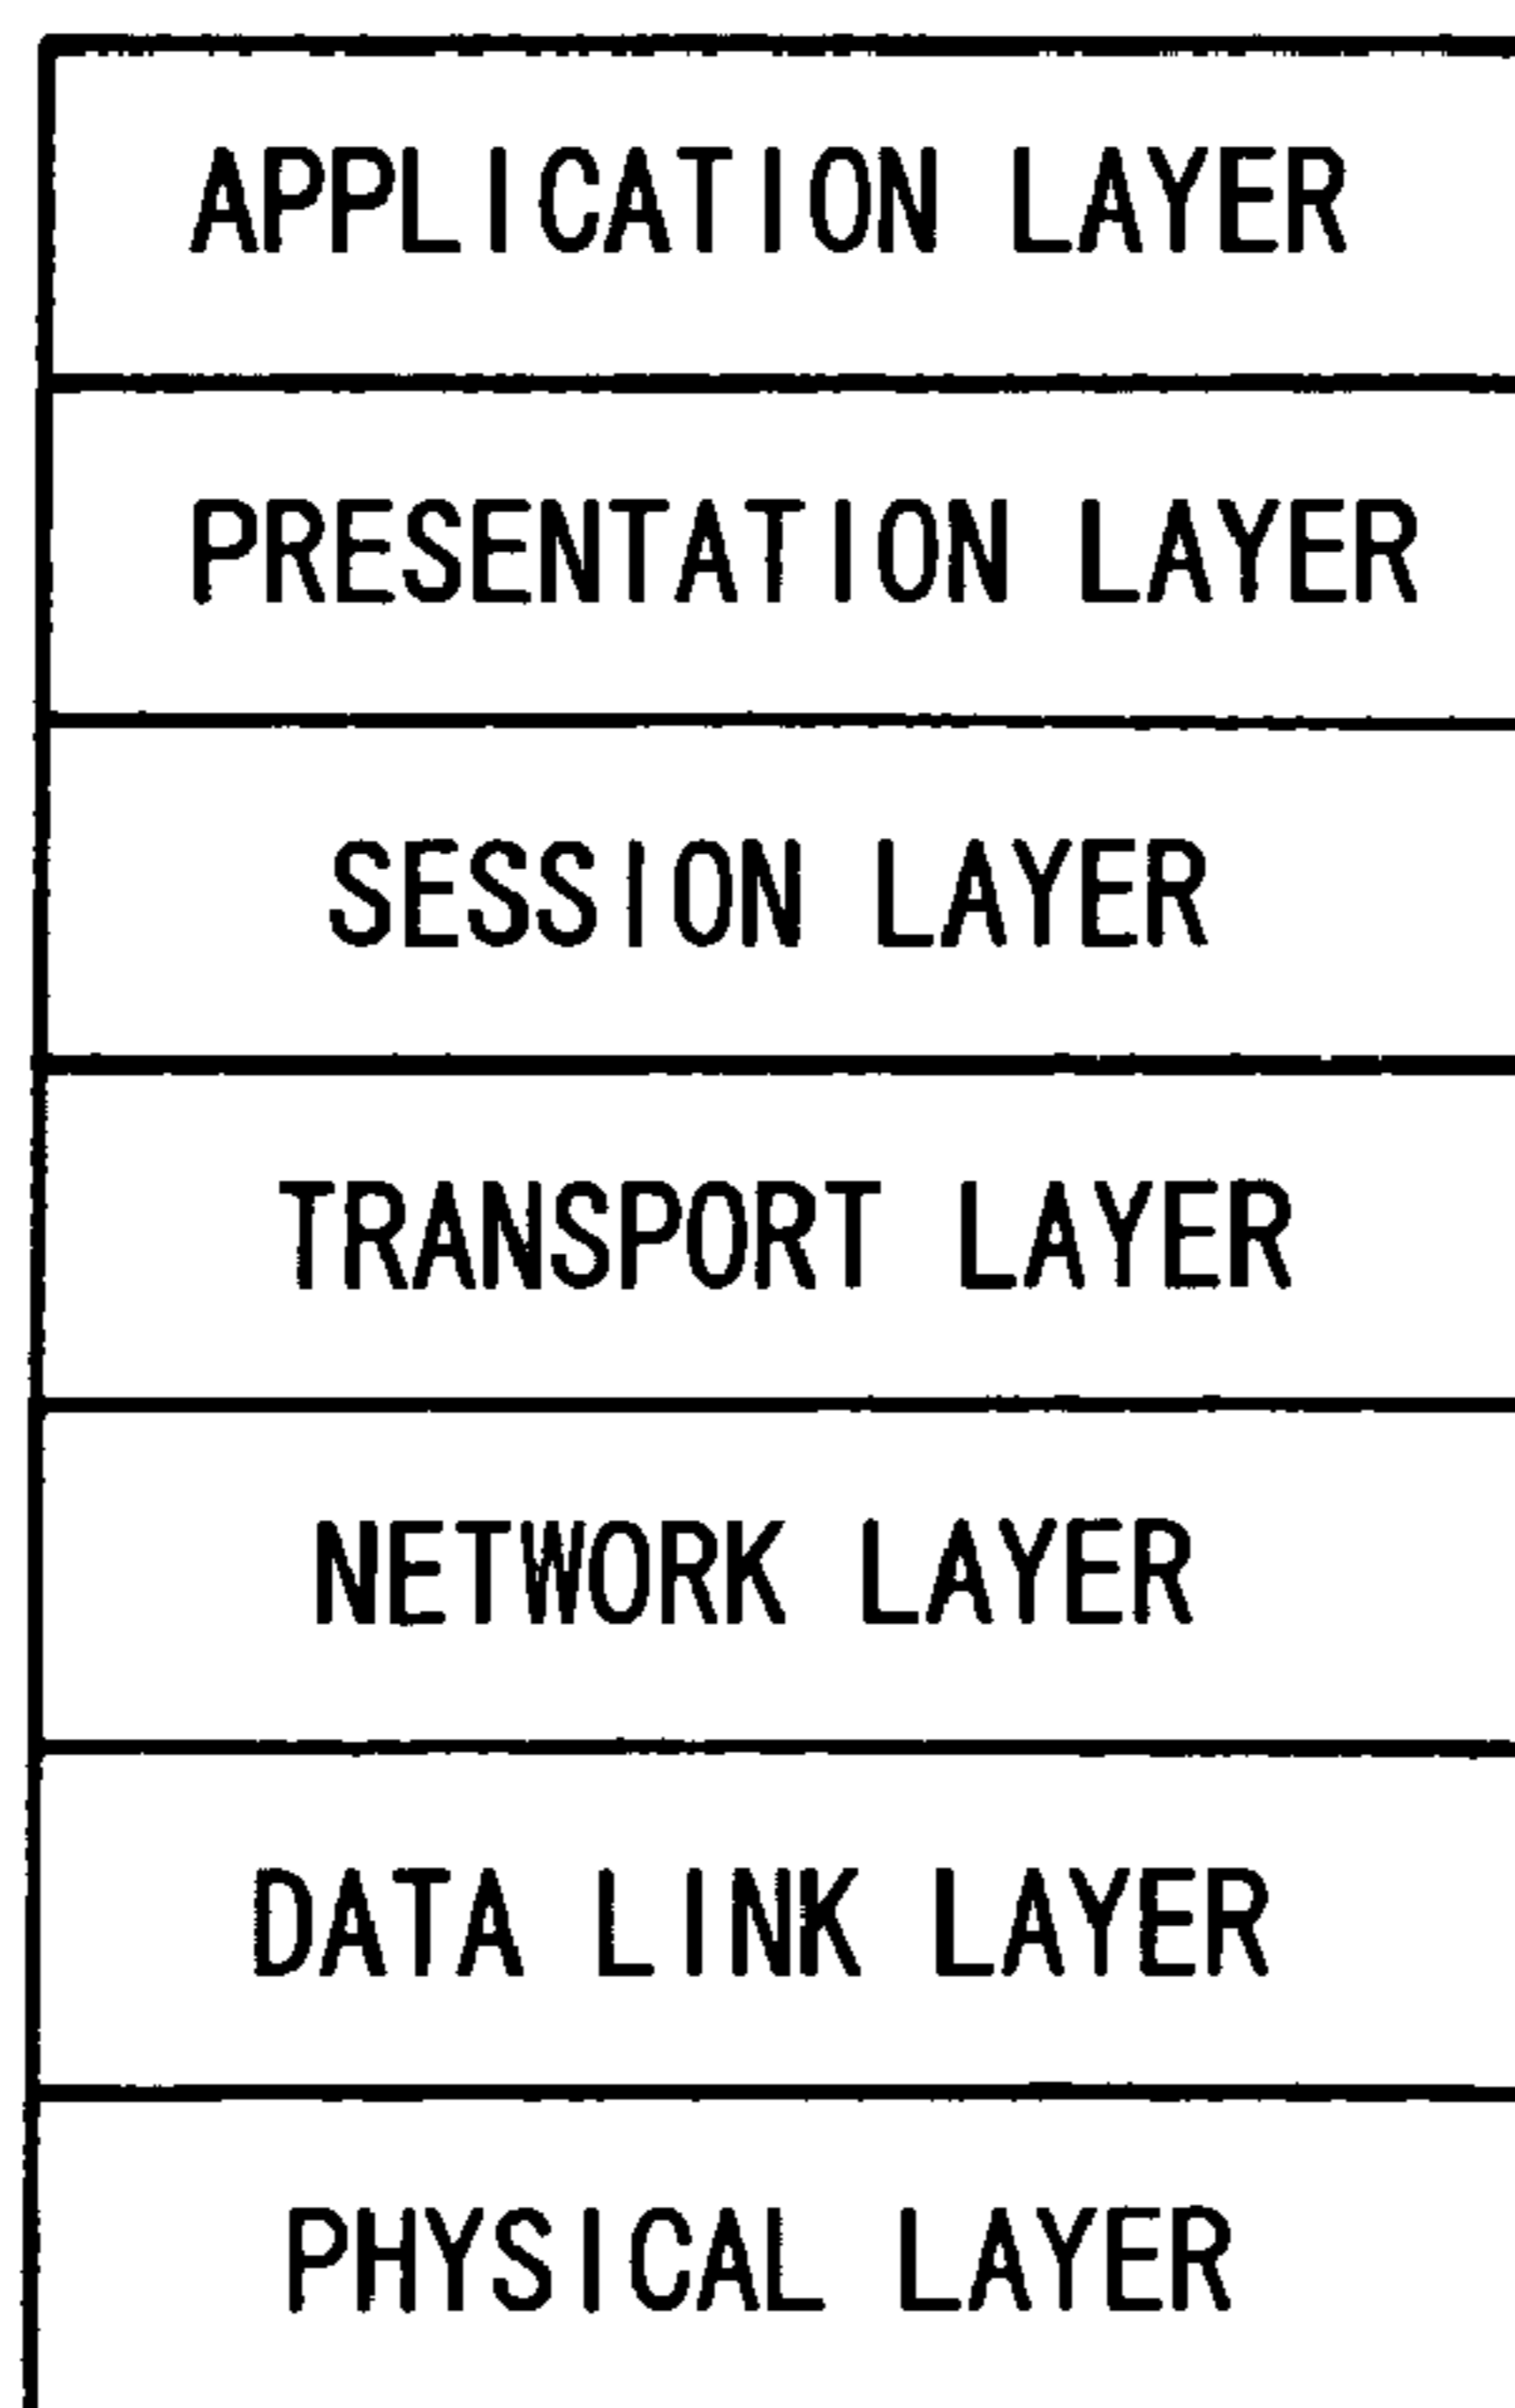 APPLICATION LAYER
PRESENTATION LAYER
SESSION LAYER
TRANSPORT LAYER
NETWORK LAYER
DATA LINK LAYER
PHYSICAL LAYER